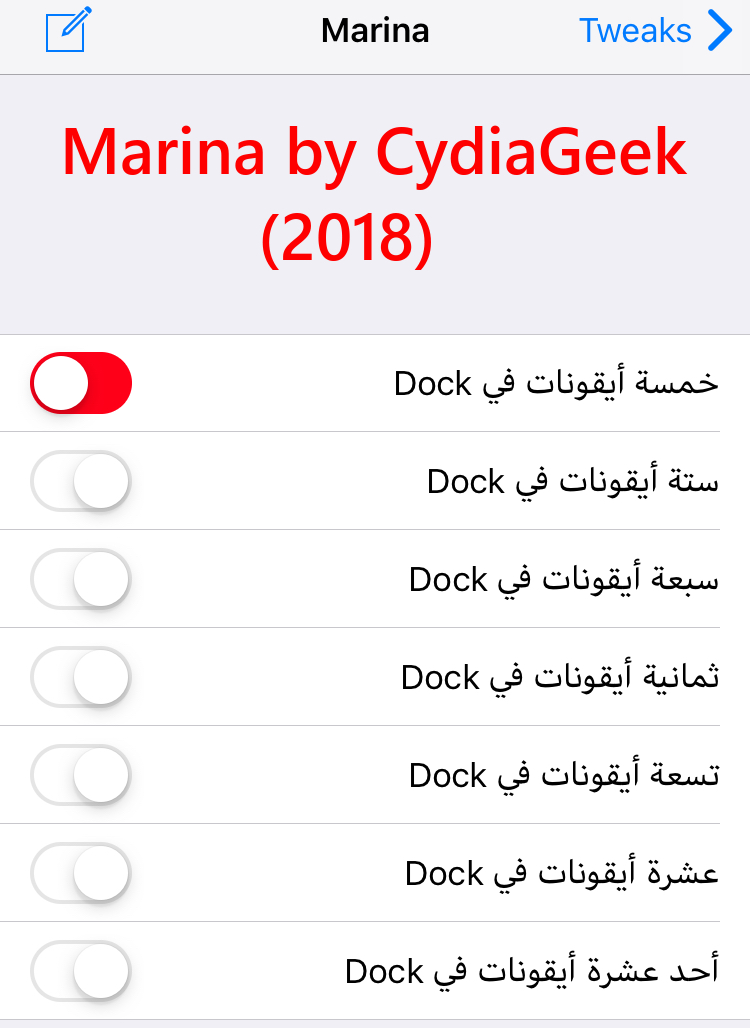 Marina
Tweaks
Marina by CydiaGeek
(2018)
خمسة أيقونات في Dock
ستة أيقونات في Dock
سبعة أيقونات في Dock
ثمانية أيقونات في Dock
تسعة أيقونات في Dock
عشرة أيقونات في Dock
أحد عشرة أيقونات في Dock